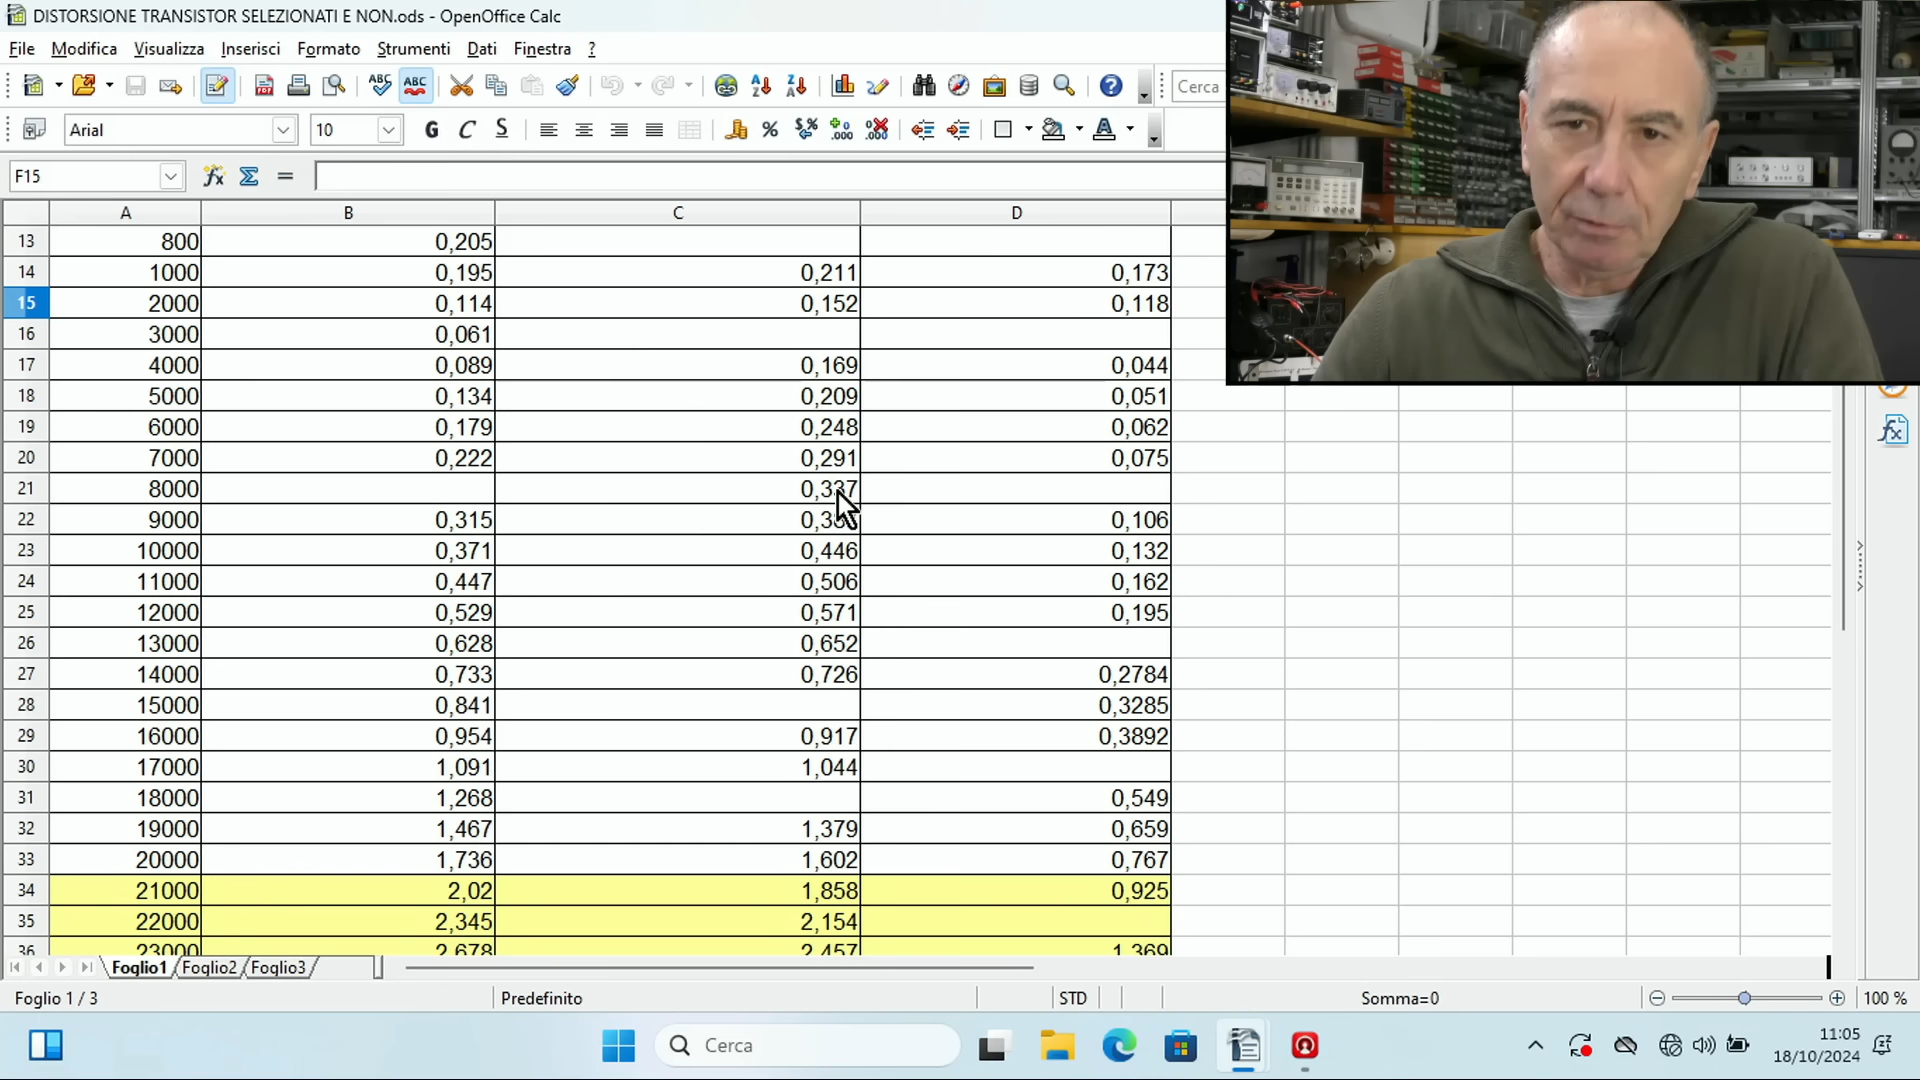 DISTORSIONE TRANSISTOR SELEZIONATI E NON.ods - OpenOffice Calc
File Modifica Visualizza Inserisci Formato Strumenti Dati Finestra ?
Cerca
Arial 10 G C S
F15
A B C D
13 800 0,205
14 1000 0,195 0,211 0,173
15 2000 0,114 0,152 0,118
16 3000 0,061
17 4000 0,089 0,169 0,044
18 5000 0,134 0,209 0,051
19 6000 0,179 0,248 0,062
20 7000 0,222 0,291 0,075
21 8000 0,337
22 9000 0,315 0,106
23 10000 0,371 0,446 0,132
24 11000 0,447 0,506 0,162
25 12000 0,529 0,571 0,195
26 13000 0,628 0,652
27 14000 0,733 0,726 0,2784
28 15000 0,841 0,3285
29 16000 0,954 0,917 0,3892
30 17000 1,091 1,044
31 18000 1,268 0,549
32 19000 1,467 1,379 0,659
33 20000 1,736 1,602 0,767
34 21000 2,02 1,858 0,925
35 22000 2,345 2,154
36 23000 2,678 2,457 1,369
Foglio1 Foglio2 Foglio3
Foglio 1 / 3 Predefinito STD Somma=0 100 %
Cerca
11:05
18/10/2024